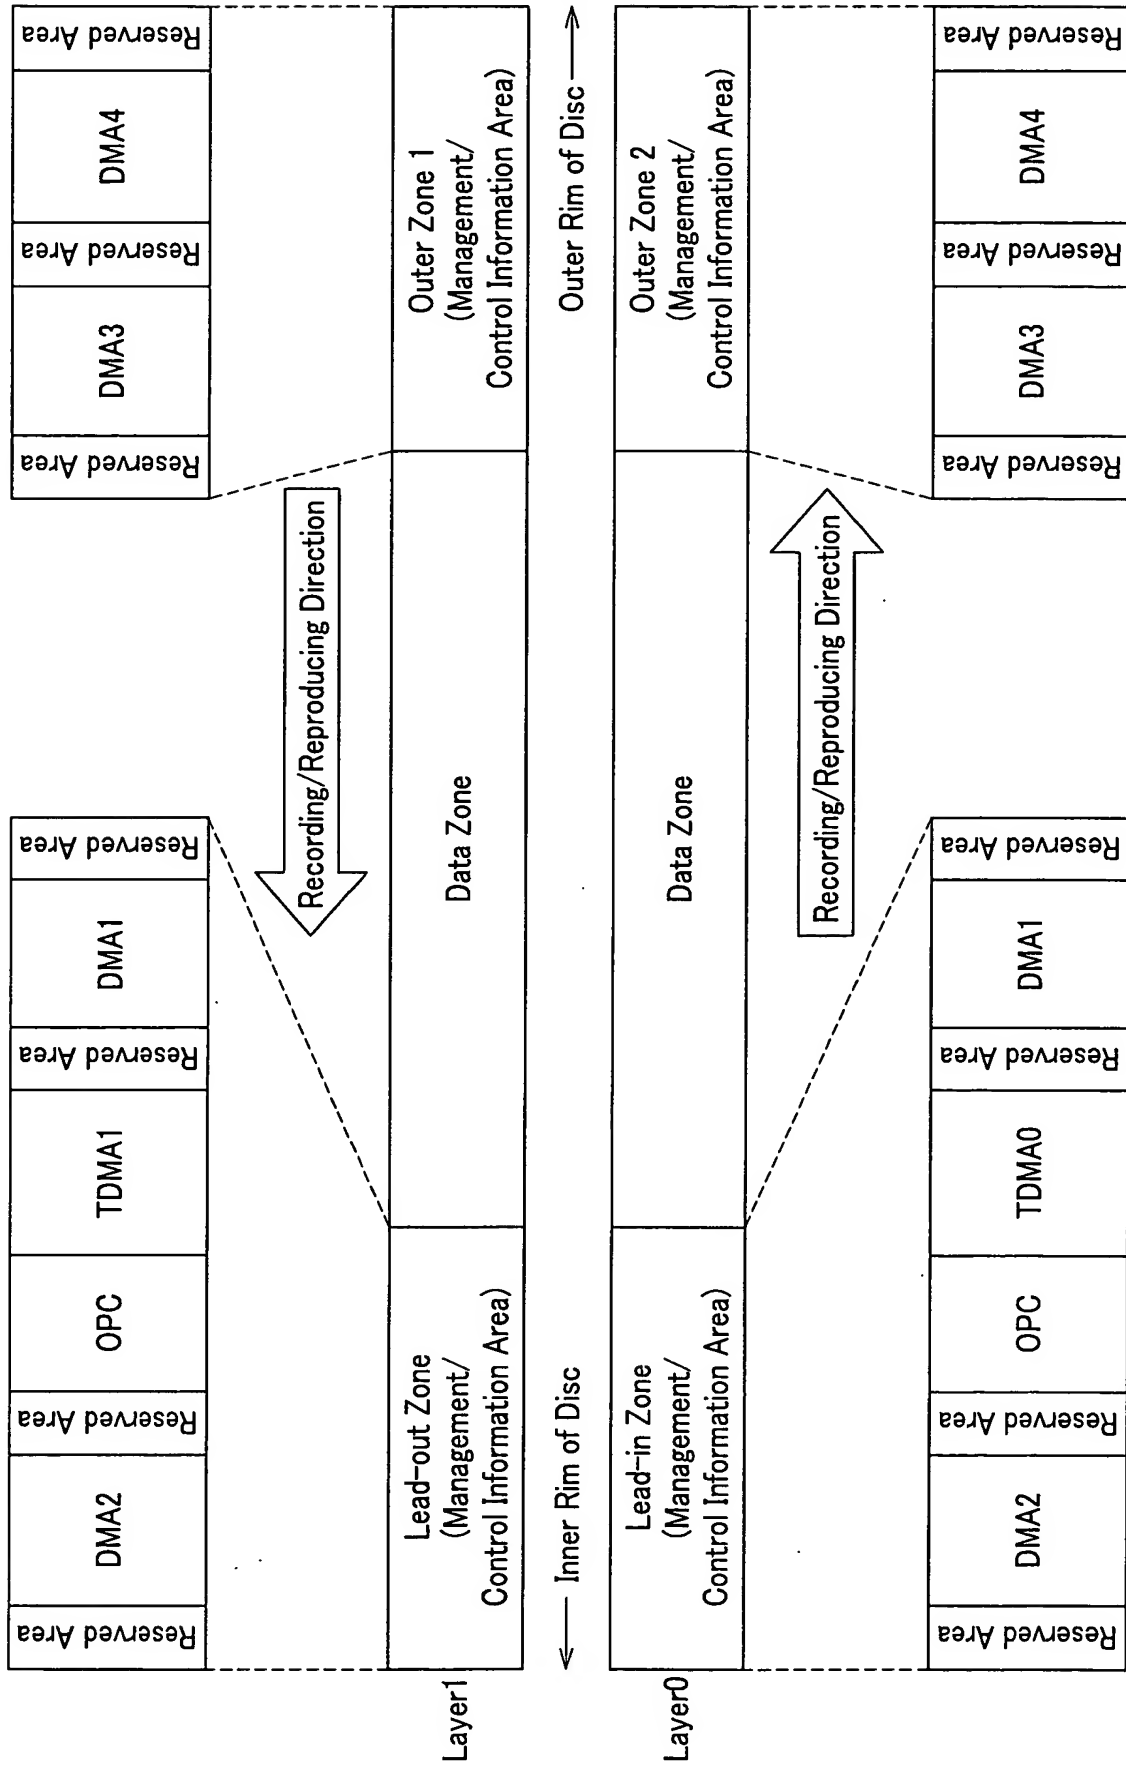 Reserved Area
DMA2
Reserved Area
OPC
TDMA1
Reserved Area
DMA1
Reserved Area
Reserved Area
DMA3
Reserved Area
DMA4
Reserved Area
Recording/Reproducing Direction
Layer1
Lead-out Zone
(Management/
Control Information Area)
Data Zone
Outer Zone 1
(Management/
Control Information Area)
Inner Rim of Disc
Outer Rim of Disc
Layer0
Lead-in Zone
(Management/
Control Information Area)
Data Zone
Outer Zone 2
(Management/
Control Information Area)
Recording/Reproducing Direction
Reserved Area
DMA2
Reserved Area
OPC
TDMA0
Reserved Area
DMA1
Reserved Area
Reserved Area
DMA3
Reserved Area
DMA4
Reserved Area